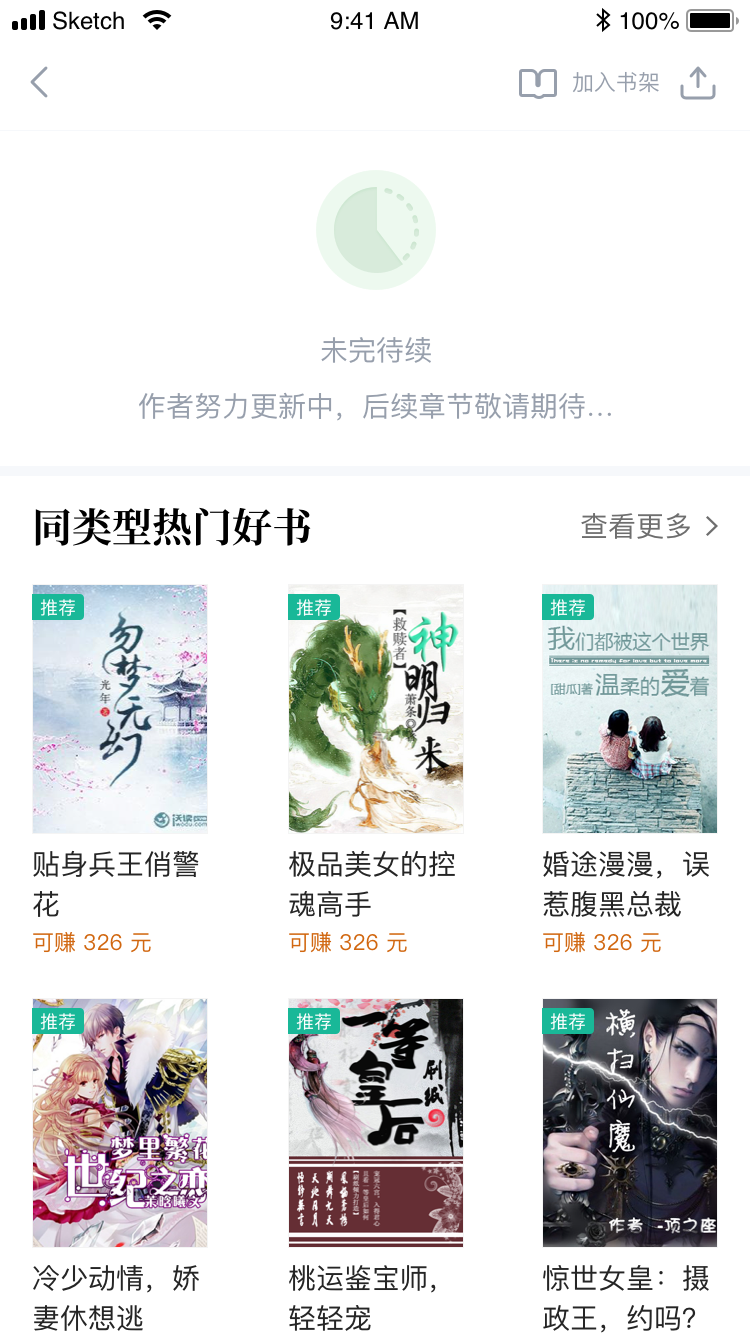 Sketch 9:41 AM 100%
加入书架
未完待续
作者努力更新中，后续章节敬请期待...
同类型热门好书
查看更多
推荐
勿梦无幻
光年
沃读
iwocu.com
贴身兵王俏警
花
可赚 326 元
推荐
【救赎者】
神明归来
萧条
极品美女的控
魂高手
可赚 326 元
推荐
我们都被这个世界
There is no remedy for love but to love more
[甜瓜]著 温柔的爱着
婚途漫漫，误
惹腹黑总裁
可赚 326 元
推荐
梦里繁花
世纪之恋
冷少动情，娇
妻休想逃
推荐
一等皇后
刷纸
桃运鉴宝师，
轻轻宠
推荐
横扫仙魔
作者 一项之座
惊世女皇：摄
政王，约吗？